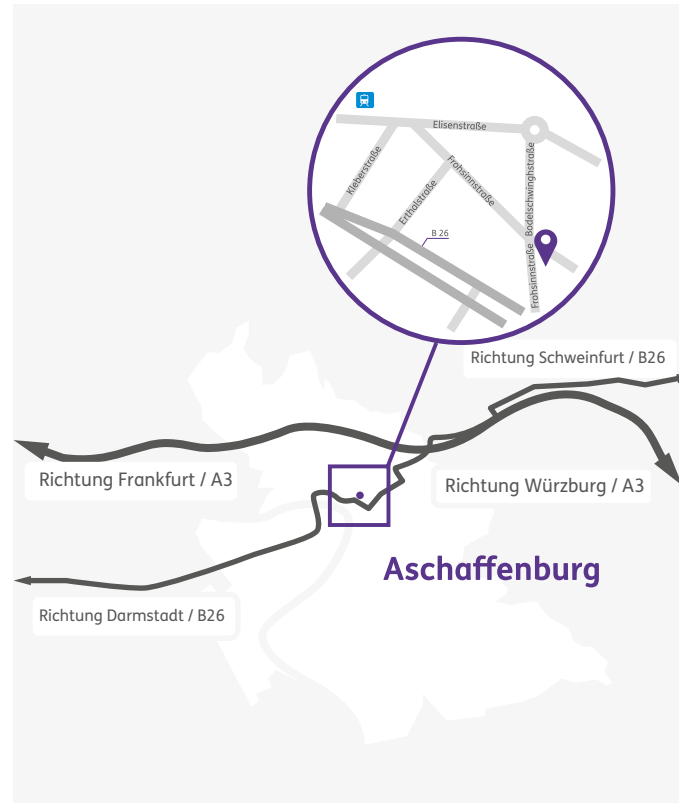 Elisenstraße
Kleberstraße
Erthalstraße
Frohsinnstraße
Bodelschwinghstraße
B 26
Frohsinnstraße
Richtung Schweinfurt / B26
Richtung Frankfurt / A3
Richtung Würzburg / A3
Aschaffenburg
Richtung Darmstadt / B26